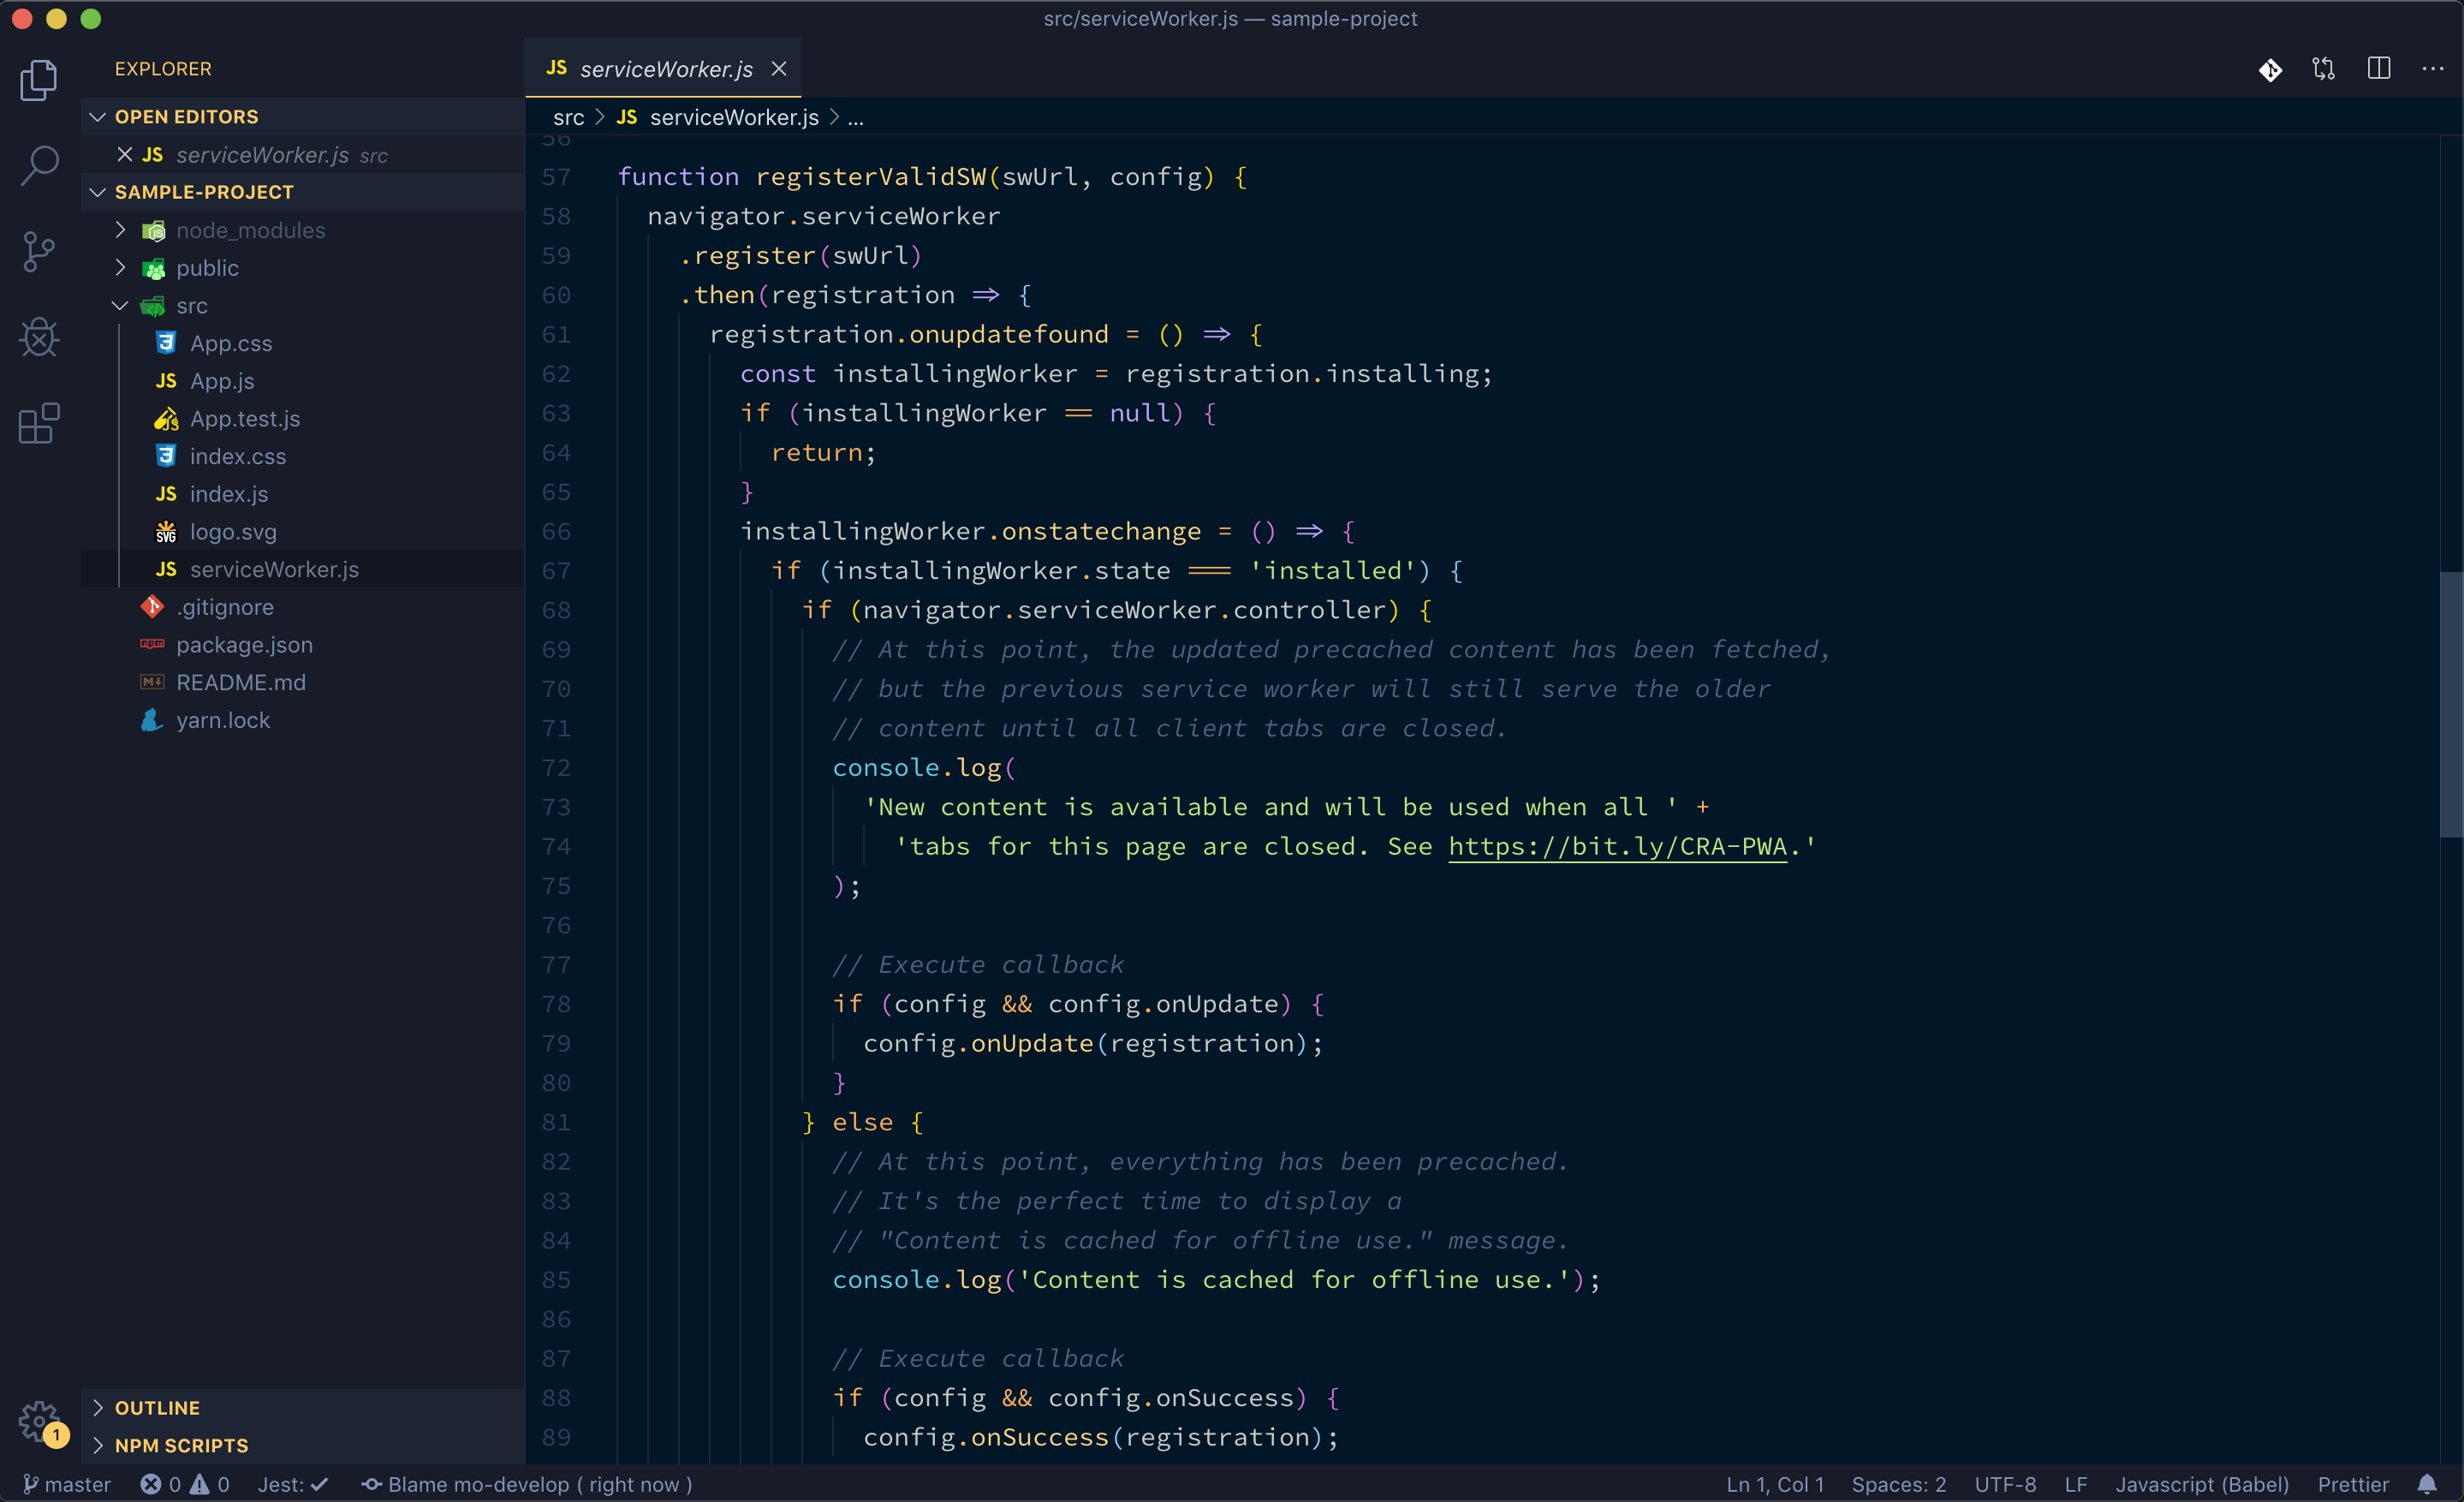 src/serviceWorker.js — sample-project
EXPLORER
OPEN EDITORS
JS serviceWorker.js src
SAMPLE-PROJECT
node_modules
public
src
App.css
JS App.js
App.test.js
index.css
JS index.js
SVG logo.svg
JS serviceWorker.js
.gitignore
package.json
README.md
yarn.lock
OUTLINE
NPM SCRIPTS
1
JS serviceWorker.js
src > JS serviceWorker.js > ...
56
57 function registerValidSW(swUrl, config) {
58 navigator.serviceWorker
59 .register(swUrl)
60 .then(registration => {
61 registration.onupdatefound = () => {
62 const installingWorker = registration.installing;
63 if (installingWorker == null) {
64 return;
65 }
66 installingWorker.onstatechange = () => {
67 if (installingWorker.state === 'installed') {
68 if (navigator.serviceWorker.controller) {
69 // At this point, the updated precached content has been fetched,
70 // but the previous service worker will still serve the older
71 // content until all client tabs are closed.
72 console.log(
73 'New content is available and will be used when all ' +
74 'tabs for this page are closed. See https://bit.ly/CRA-PWA.'
75 );
76
77 // Execute callback
78 if (config && config.onUpdate) {
79 config.onUpdate(registration);
80 }
81 } else {
82 // At this point, everything has been precached.
83 // It's the perfect time to display a
84 // "Content is cached for offline use." message.
85 console.log('Content is cached for offline use.');
86
87 // Execute callback
88 if (config && config.onSuccess) {
89 config.onSuccess(registration);
master 0 0 Jest: ✓ Blame mo-develop ( right now ) Ln 1, Col 1 Spaces: 2 UTF-8 LF Javascript (Babel) Prettier